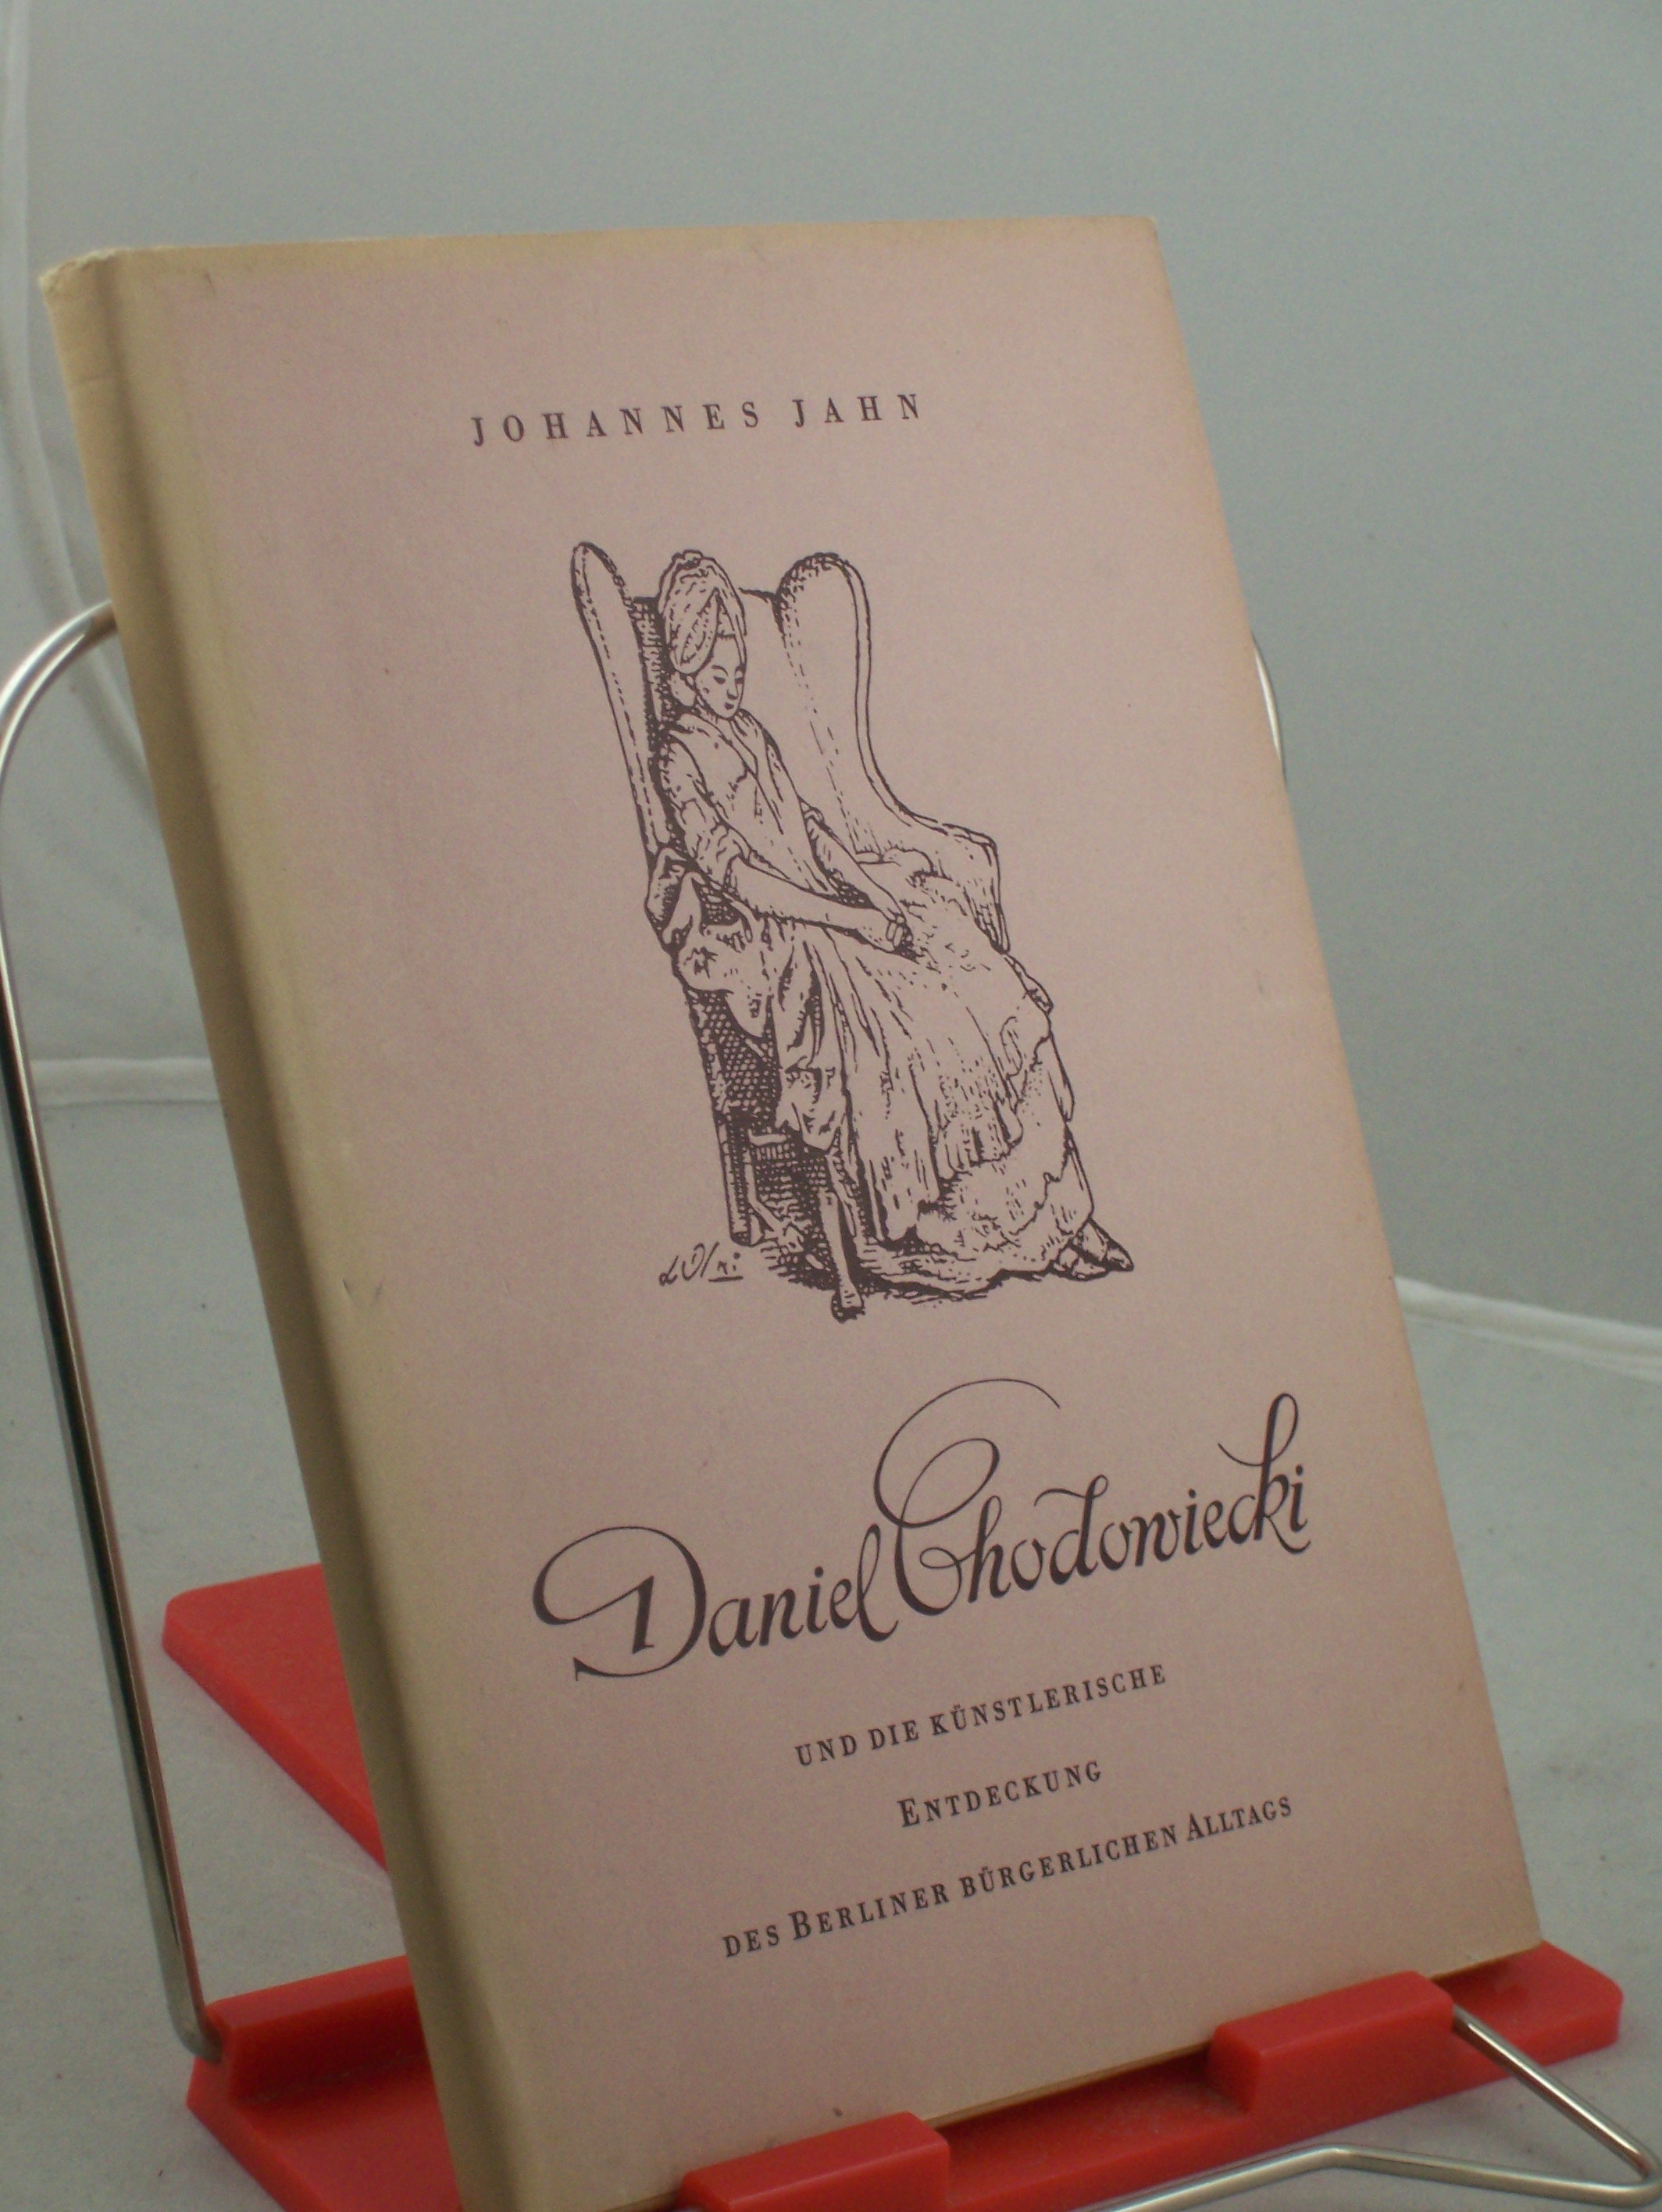 JOHANNES JAHN
Daniel Chodowiecki
UND DIE KÜNSTLERISCHE
ENTDECKUNG
DES BERLINER BÜRGERLICHEN ALLTAGS